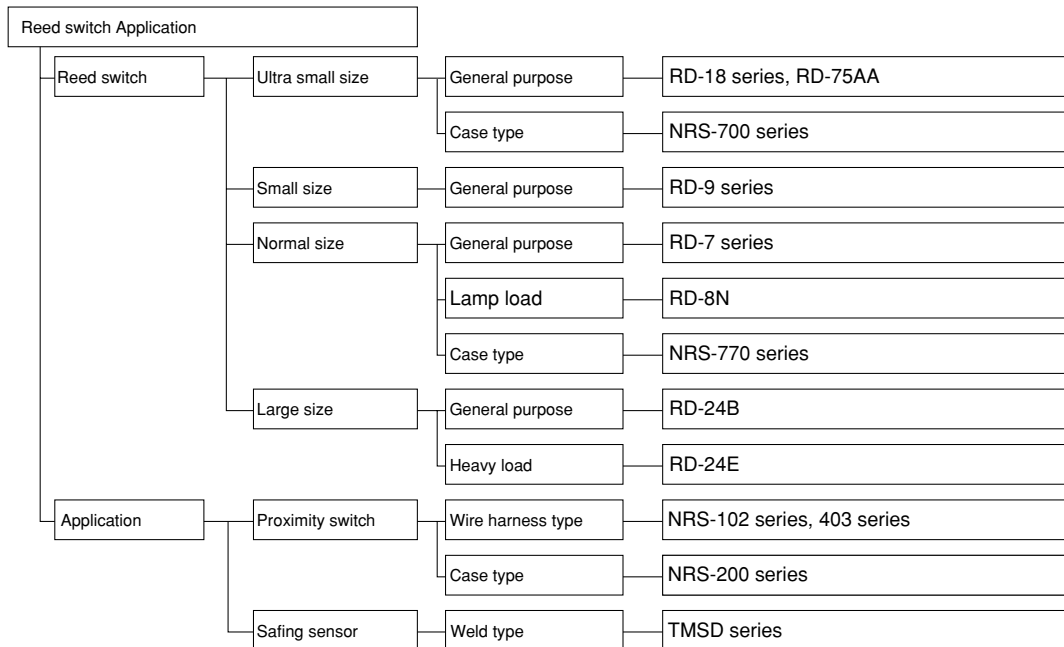 Reed switch Application
Reed switch
Ultra small size
General purpose
RD-18 series, RD-75AA
Case type
NRS-700 series
Small size
General purpose
RD-9 series
Normal size
General purpose
RD-7 series
Lamp load
RD-8N
Case type
NRS-770 series
Large size
General purpose
RD-24B
Heavy load
RD-24E
Application
Proximity switch
Wire harness type
NRS-102 series, 403 series
Case type
NRS-200 series
Safing sensor
Weld type
TMSD series